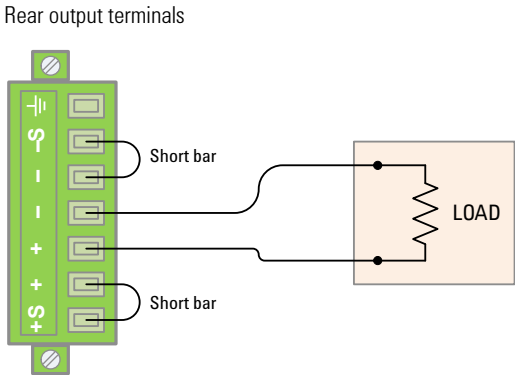 Rear output terminals
S–
Short bar
–
–
LOAD
+
+
Short bar
S+